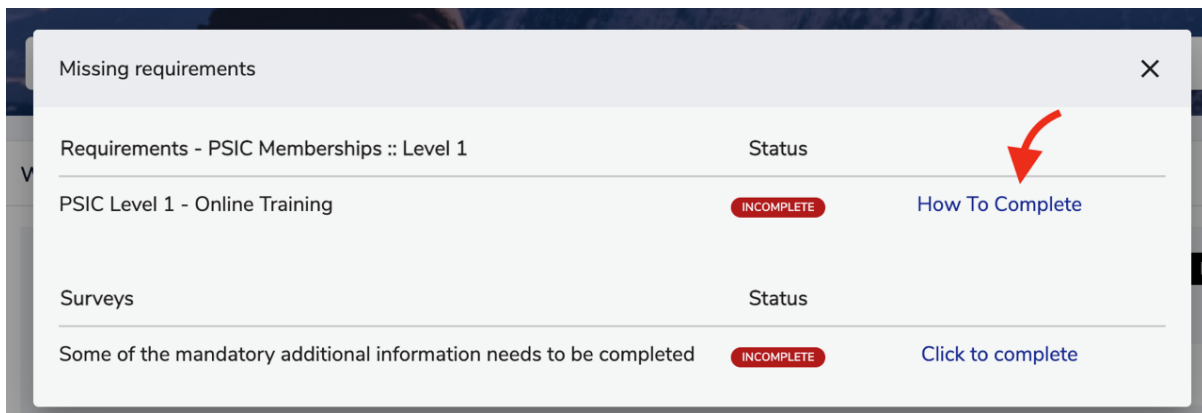 Missing requirements
Requirements - PSIC Memberships :: Level 1 Status
PSIC Level 1 - Online Training INCOMPLETE How To Complete
Surveys Status
Some of the mandatory additional information needs to be completed INCOMPLETE Click to complete